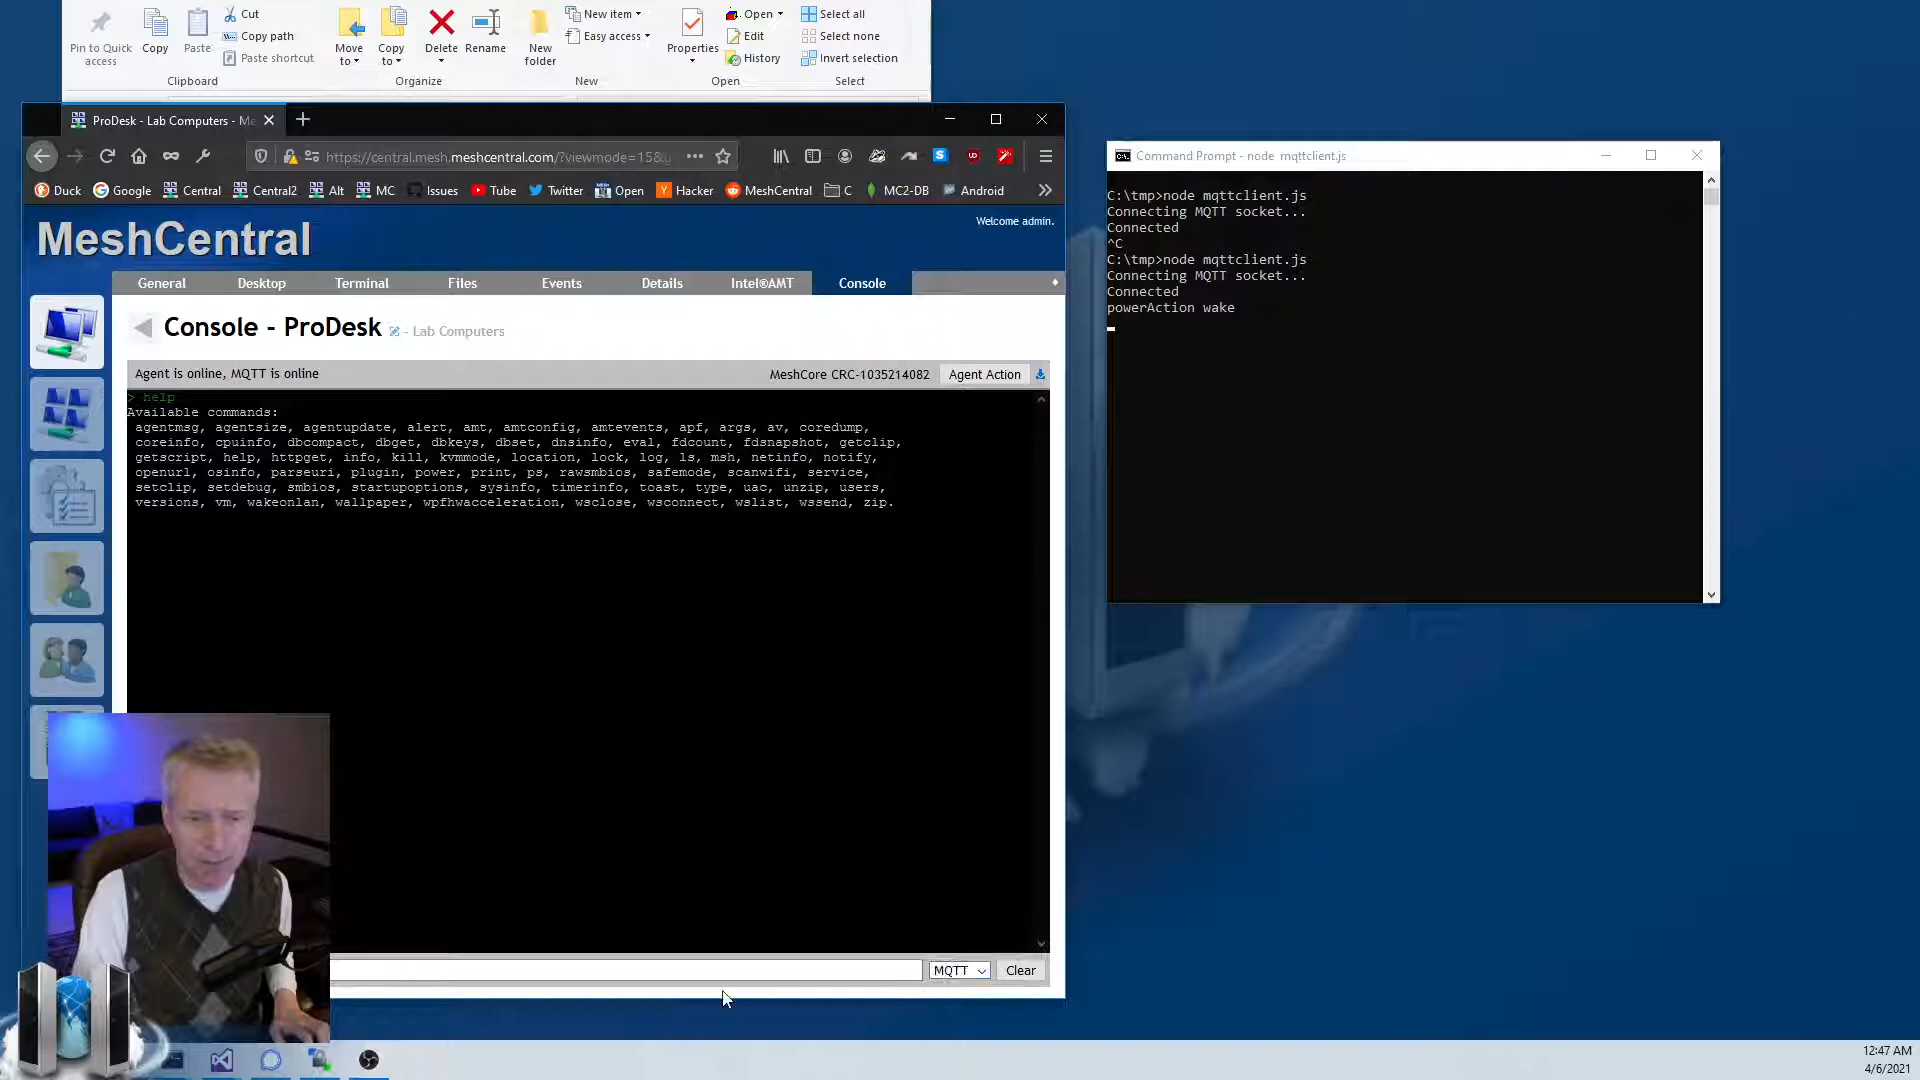 Cut
Copy path
Paste shortcut
Pin to Quick access
Copy
Paste
Clipboard
Move to
Copy to
Delete
Rename
Organize
New folder
New item
Easy access
New
Properties
Open
Edit
History
Open
Select all
Select none
Invert selection
Select
ProDesk - Lab Computers - Me
https://central.mesh.meshcentral.com/?viewmode=15&g
Duck
Google
Central
Central2
Alt
MC
Issues
Tube
Twitter
Open
Hacker
MeshCentral
C
MC2-DB
Android
MeshCentral
Welcome admin.
General
Desktop
Terminal
Files
Events
Details
Intel®AMT
Console
Console - ProDesk - Lab Computers
Agent is online, MQTT is online
MeshCore CRC-1035214082
Agent Action
> help
Available commands:
agentmsg, agentsize, agentupdate, alert, amt, amtconfig, amtevents, apf, args, av, coredump,
coreinfo, cpuinfo, dbcompact, dbget, dbkeys, dbset, dnsinfo, eval, fdcount, fdsnapshot, getclip,
getscript, help, httpget, info, kill, kvmmode, location, lock, log, ls, msh, netinfo, notify,
openurl, osinfo, parseuri, plugin, power, print, ps, rawsmbios, safemode, scanwifi, service,
setclip, setdebug, smbios, startupoptions, sysinfo, timerinfo, toast, type, uac, unzip, users,
versions, vm, wakeonlan, wallpaper, wpfhwacceleration, wsclose, wsconnect, wslist, wssend, zip.
MQTT
Clear
Command Prompt - node mqttclient.js
C:\tmp>node mqttclient.js
Connecting MQTT socket...
Connected
^C
C:\tmp>node mqttclient.js
Connecting MQTT socket...
Connected
powerAction wake
12:47 AM
4/6/2021